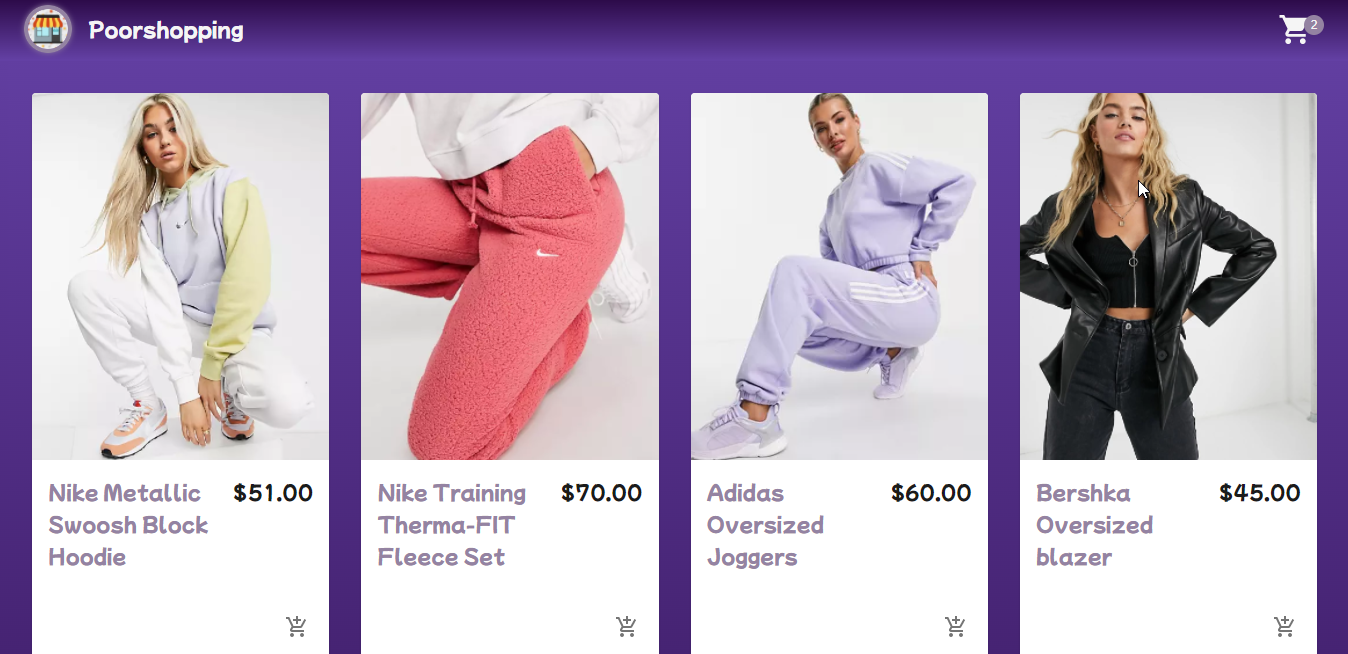 Poorshopping
2
Nike Metallic $51.00
Swoosh Block
Hoodie
Nike Training $70.00
Therma-FIT
Fleece Set
Adidas $60.00
Oversized
Joggers
Bershka $45.00
Oversized
blazer